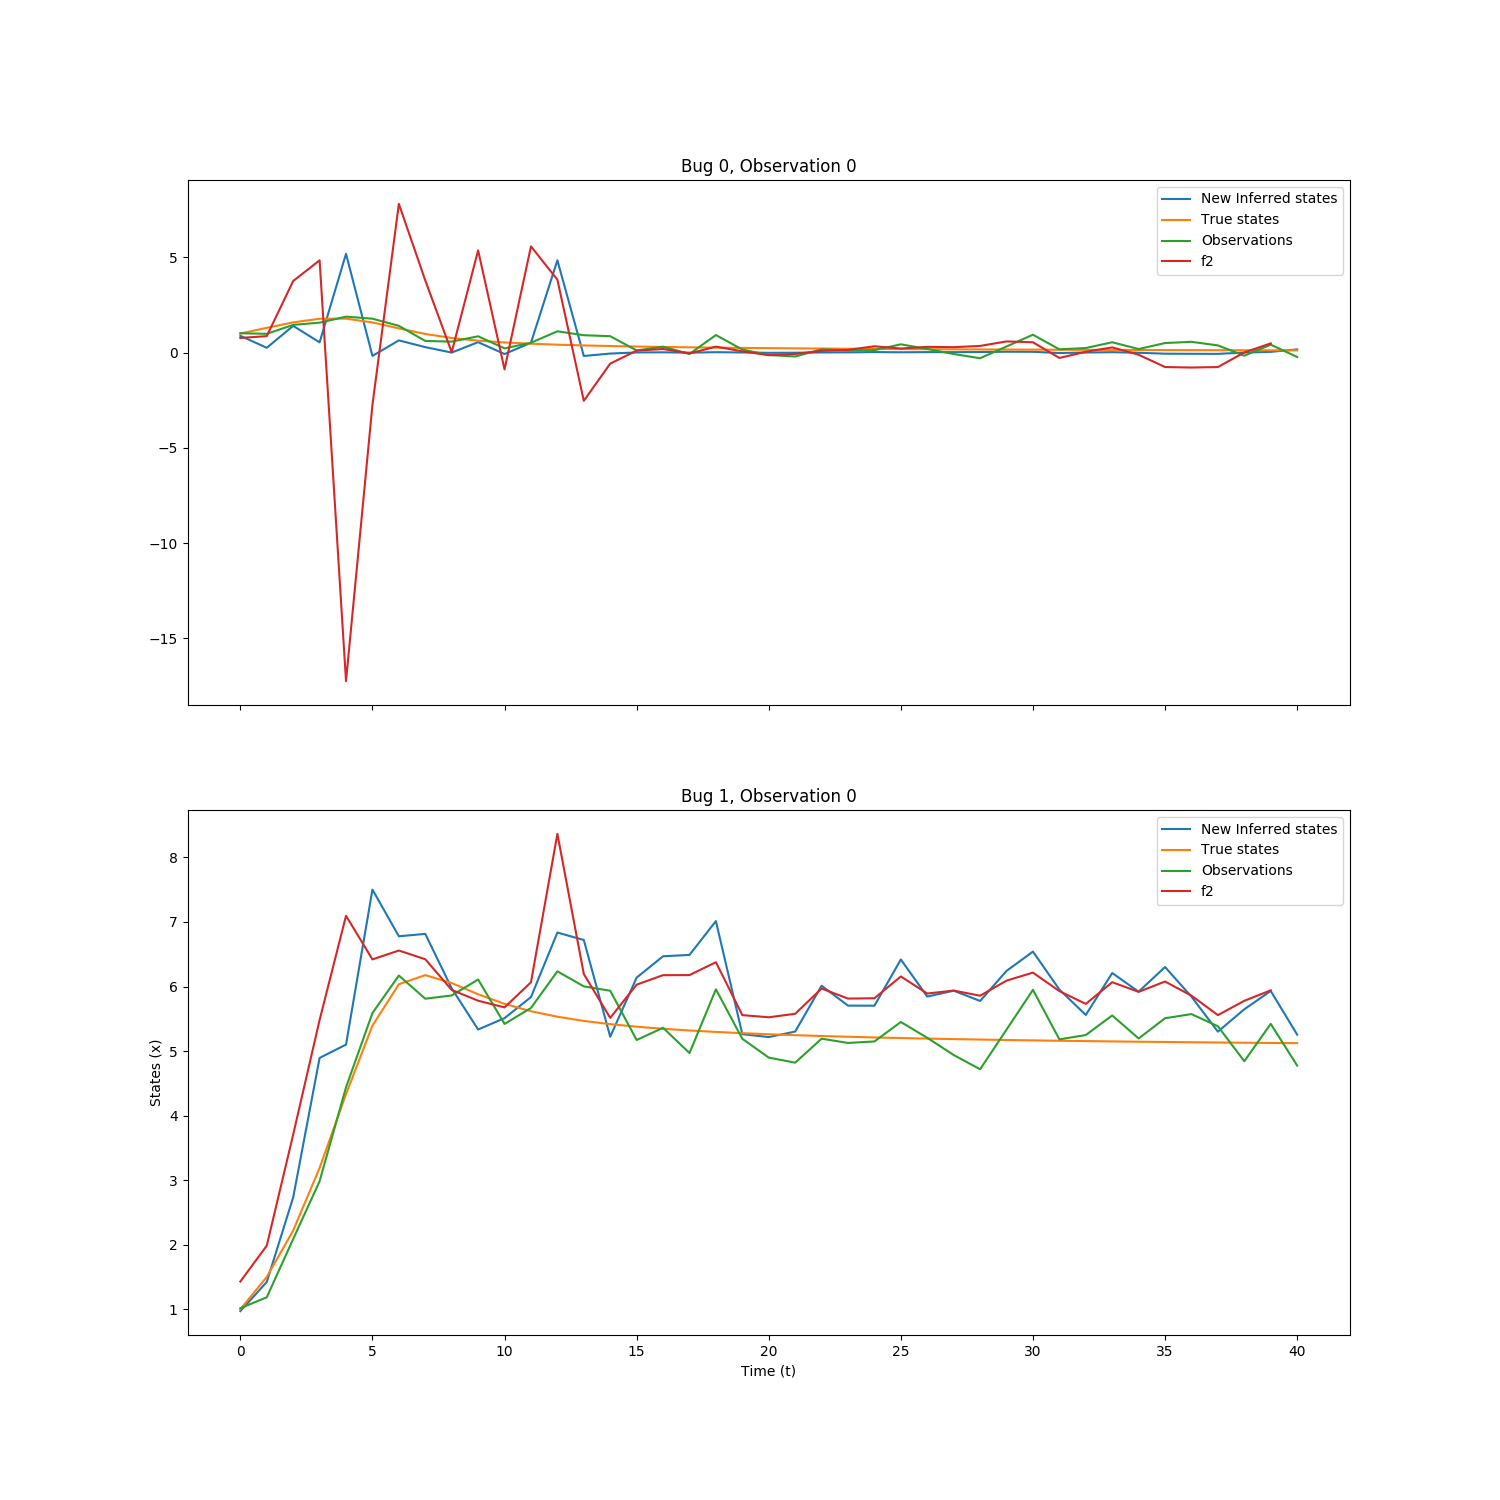 Bug 0, Observation 0
New Inferred states
True states
Observations
f2
5
0
−5
−10
−15
Bug 1, Observation 0
New Inferred states
True states
Observations
f2
8
7
6
5
4
3
2
1
States (x)
0 5 10 15 20 25 30 35 40
Time (t)